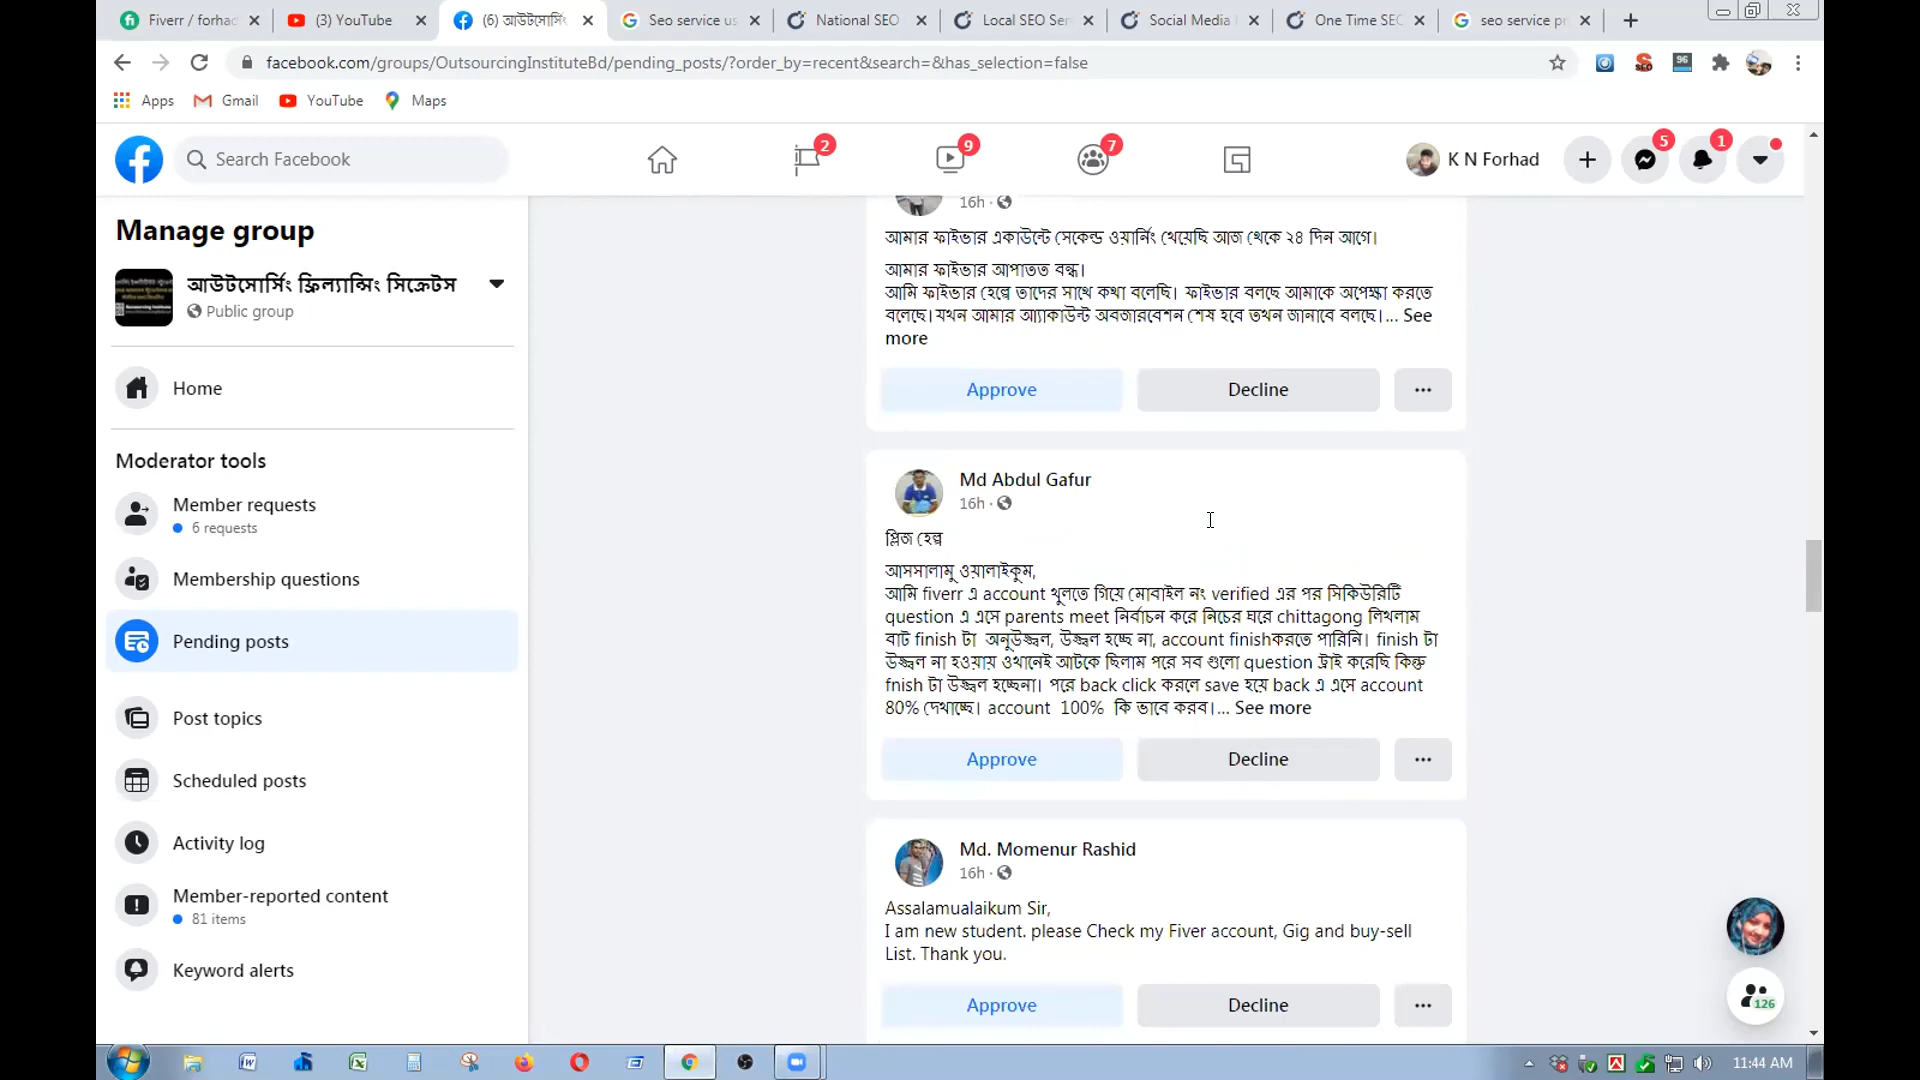 Fiverr / forhad
(3) YouTube
(6) আউটসোর্সিং
Seo service us
National SEO
Local SEO Ser
Social Media
One Time SEO
seo service pr
facebook.com/groups/OutsourcingInstituteBd/pending_posts/?order_by=recent&search=&has_selection=false
96
Apps
Gmail
YouTube
Maps
Search Facebook
2
9
7
K N Forhad
5
1
Manage group
আউটসোর্সিং ফ্রিল্যান্সিং সিক্রেটস
Public group
Home
Moderator tools
Member requests
6 requests
Membership questions
Pending posts
Post topics
Scheduled posts
Activity log
Member-reported content
81 items
Keyword alerts
16h ·
আমার ফাইভার একাউন্টে সেকেন্ড ওয়ার্নিং খেয়েছি আজ থেকে ২৪ দিন আগে।
আমার ফাইভার আপাতত বন্ধ।
আমি ফাইভার হেল্পে তাদের সাথে কথা বলেছি। ফাইভার বলছে আমাকে অপেক্ষা করতে
বলেছে।যখন আমার অ্যাকাউন্ট অবজারবেশন শেষ হবে তখন জানাবে বলছে।... See
more
Approve
Decline
Md Abdul Gafur
16h ·
প্লিজ হেল্প
আসসালামু ওয়ালাইকুম,
আমি fiverr এ account খুলতে গিয়ে মোবাইল নং verified এর পর সিকিউরিটি
question এ এসে parents meet নির্বাচন করে নিচের ঘরে chittagong লিখলাম
বাট finish টা অনুউজ্জ্বল, উজ্জ্বল হচ্ছে না, account finishকরতে পারিনি। finish টা
উজ্জ্বল না হওয়ায় ওখানেই আটকে ছিলাম পরে সব গুলো question ট্রাই করেছি কিন্তু
fnish টা উজ্জ্বল হচ্ছেনা। পরে back click করলে save হয়ে back এ এসে account
80% দেখাচ্ছে। account 100% কি ভাবে করব।... See more
Approve
Decline
Md. Momenur Rashid
16h ·
Assalamualaikum Sir,
I am new student. please Check my Fiver account, Gig and buy-sell
List. Thank you.
Approve
Decline
126
11:44 AM